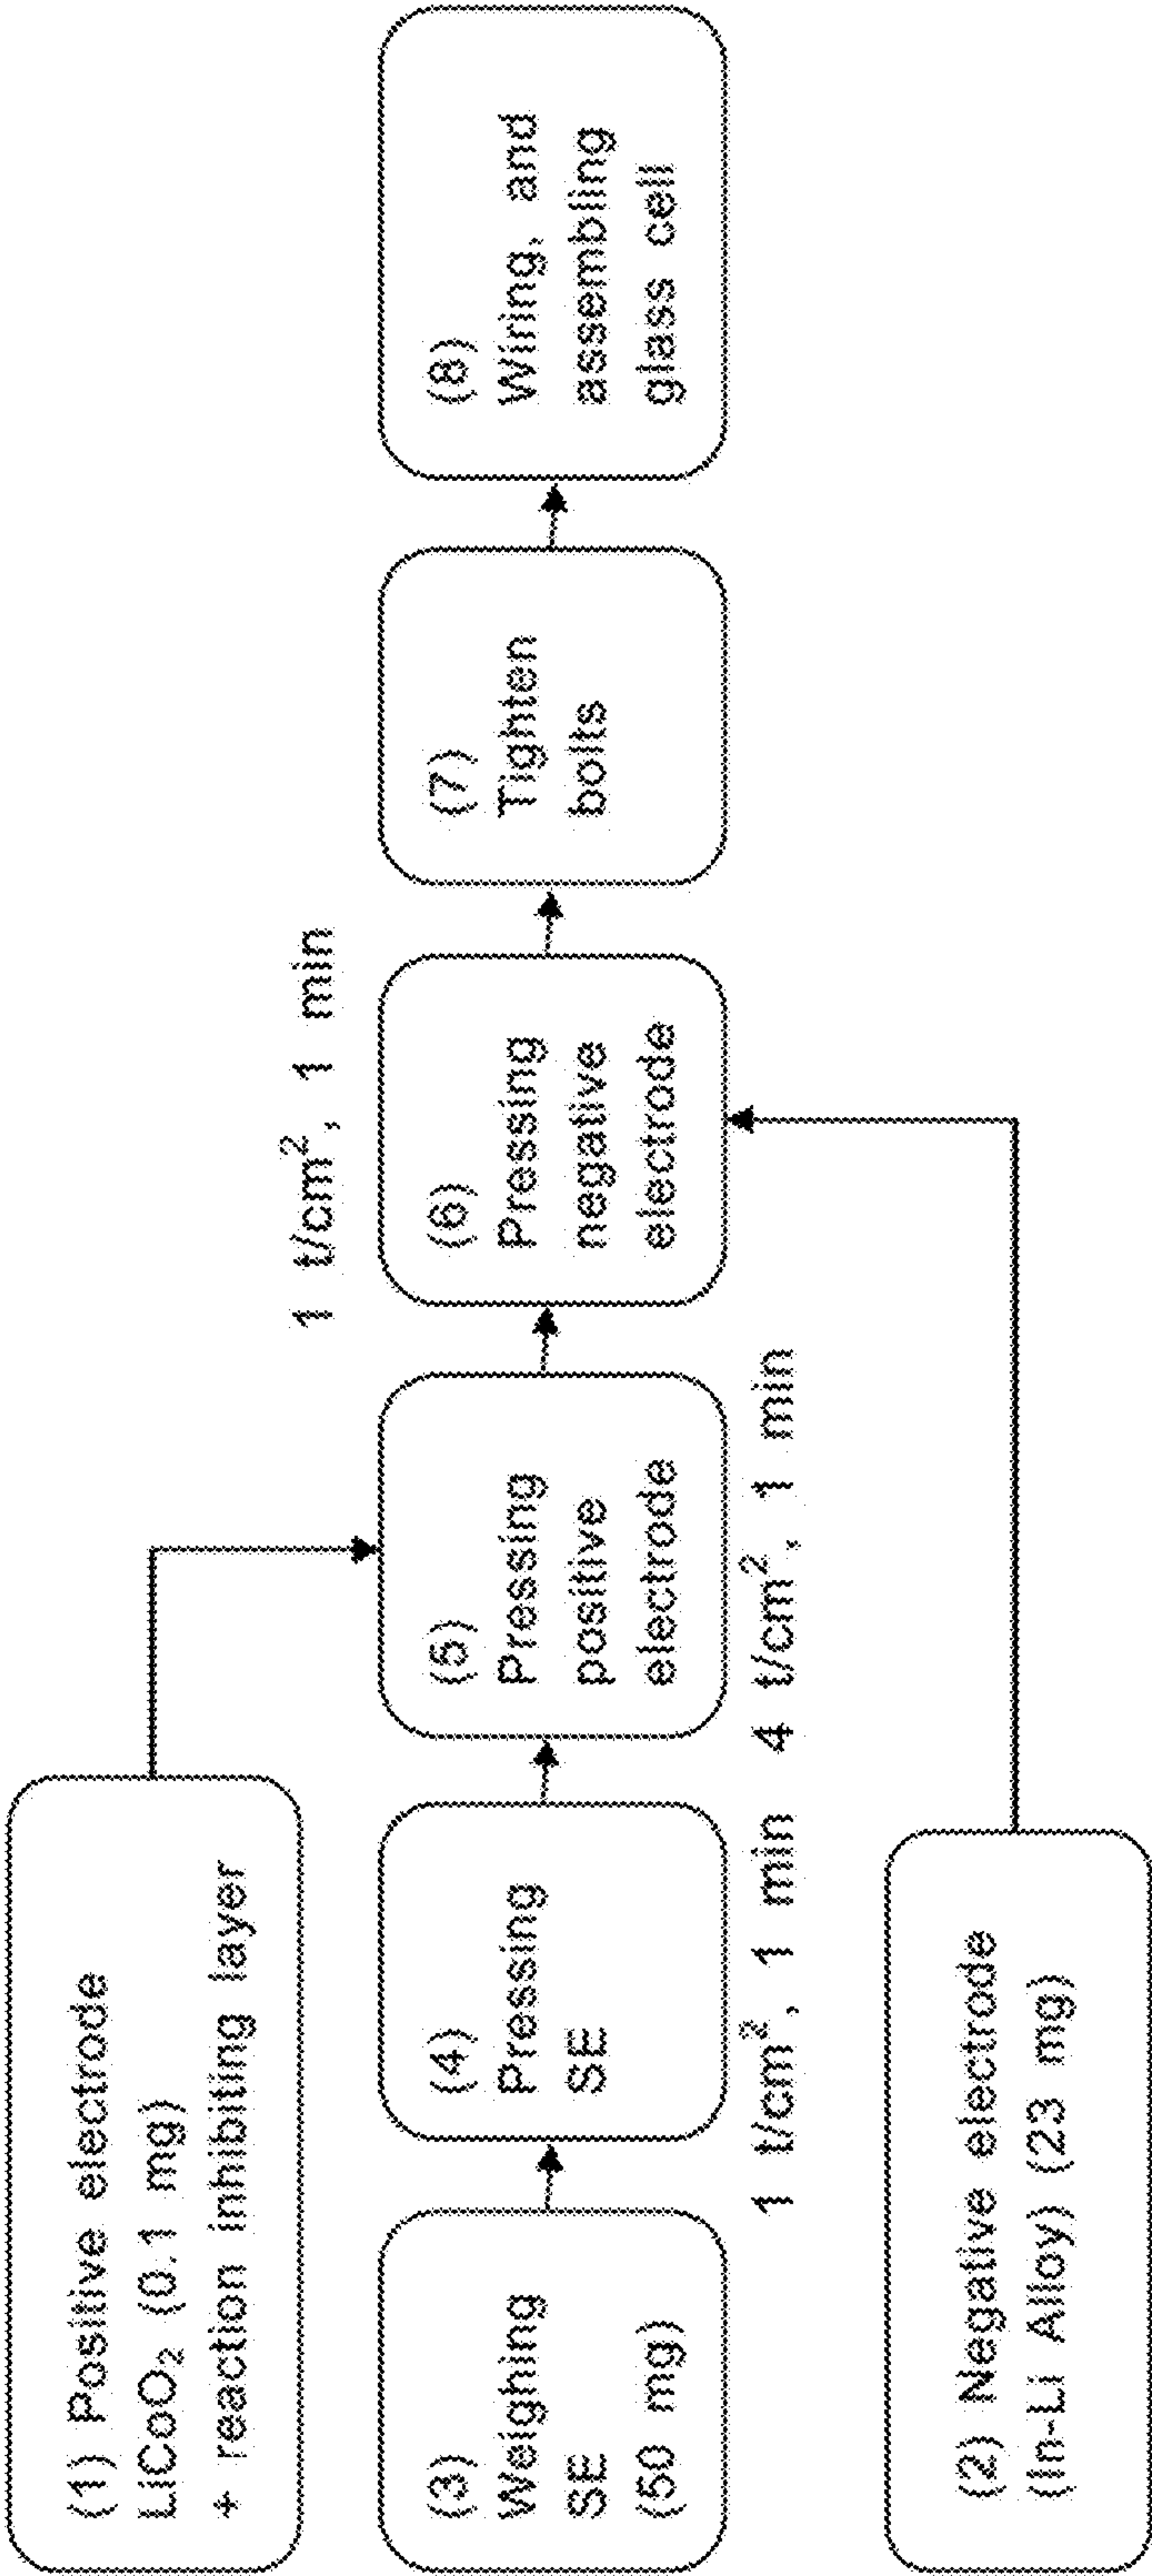 (1) Positive electrode
LiCoO₂ (0.1 mg)
+ reaction inhibiting layer
1 t/cm², 1 min
(3)
Weighing
SE
(50 mg)
(4)
Pressing
SE
(5)
Pressing
positive
electrode
(6)
Pressing
negative
electrode
(7)
Tighten
bolts
(8)
Wiring, and
assembling
glass cell
1 t/cm², 1 min 4 t/cm², 1 min
(2) Negative electrode
(In-Li Alloy) (23 mg)